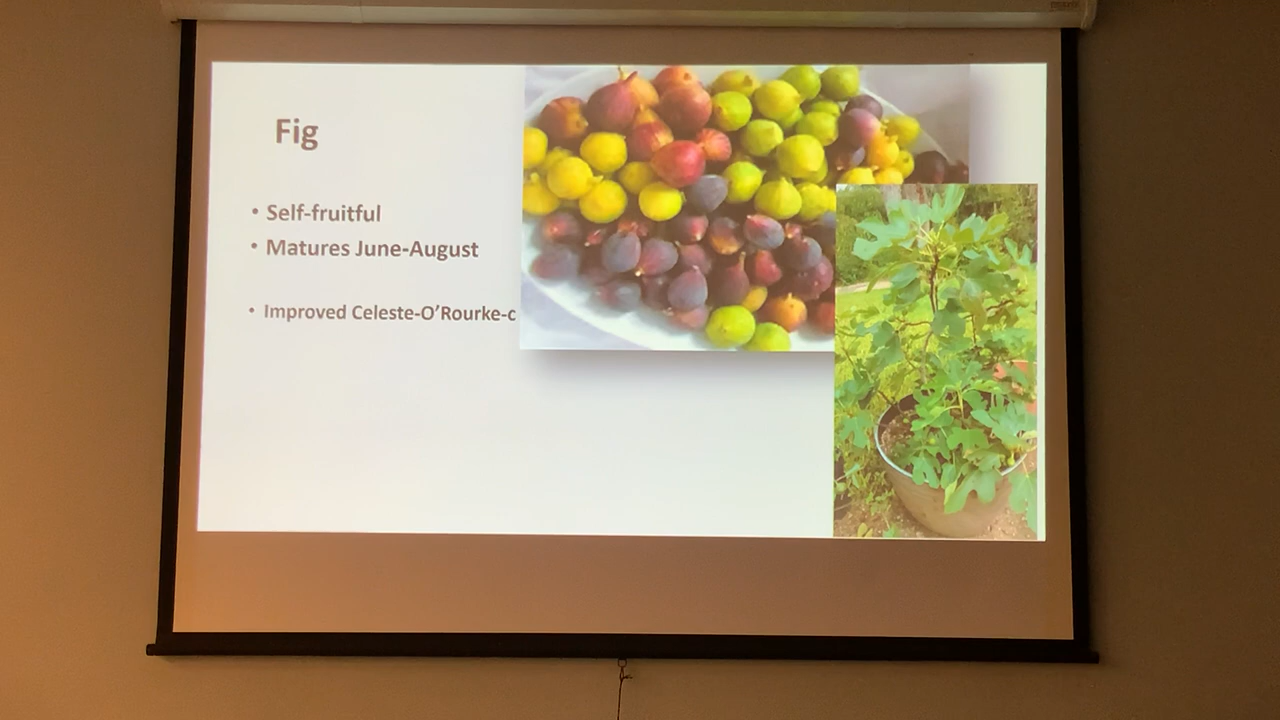 Fig
• Self-fruitful
• Matures June-August
• Improved Celeste-O’Rourke-c